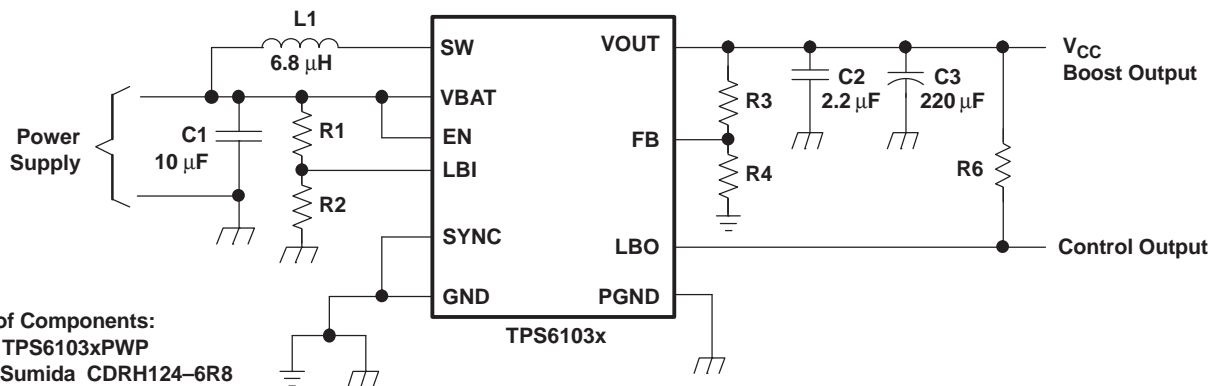 L1
6.8 μH
SW
VBAT
EN
LBI
SYNC
GND
VOUT
FB
LBO
PGND
TPS6103x
Power
Supply
C1
10 μF
R1
R2
R3
R4
C2
2.2 μF
C3
220 μF
R6
VCC
Boost Output
Control Output
of Components:
TPS6103xPWP
Sumida CDRH124–6R8